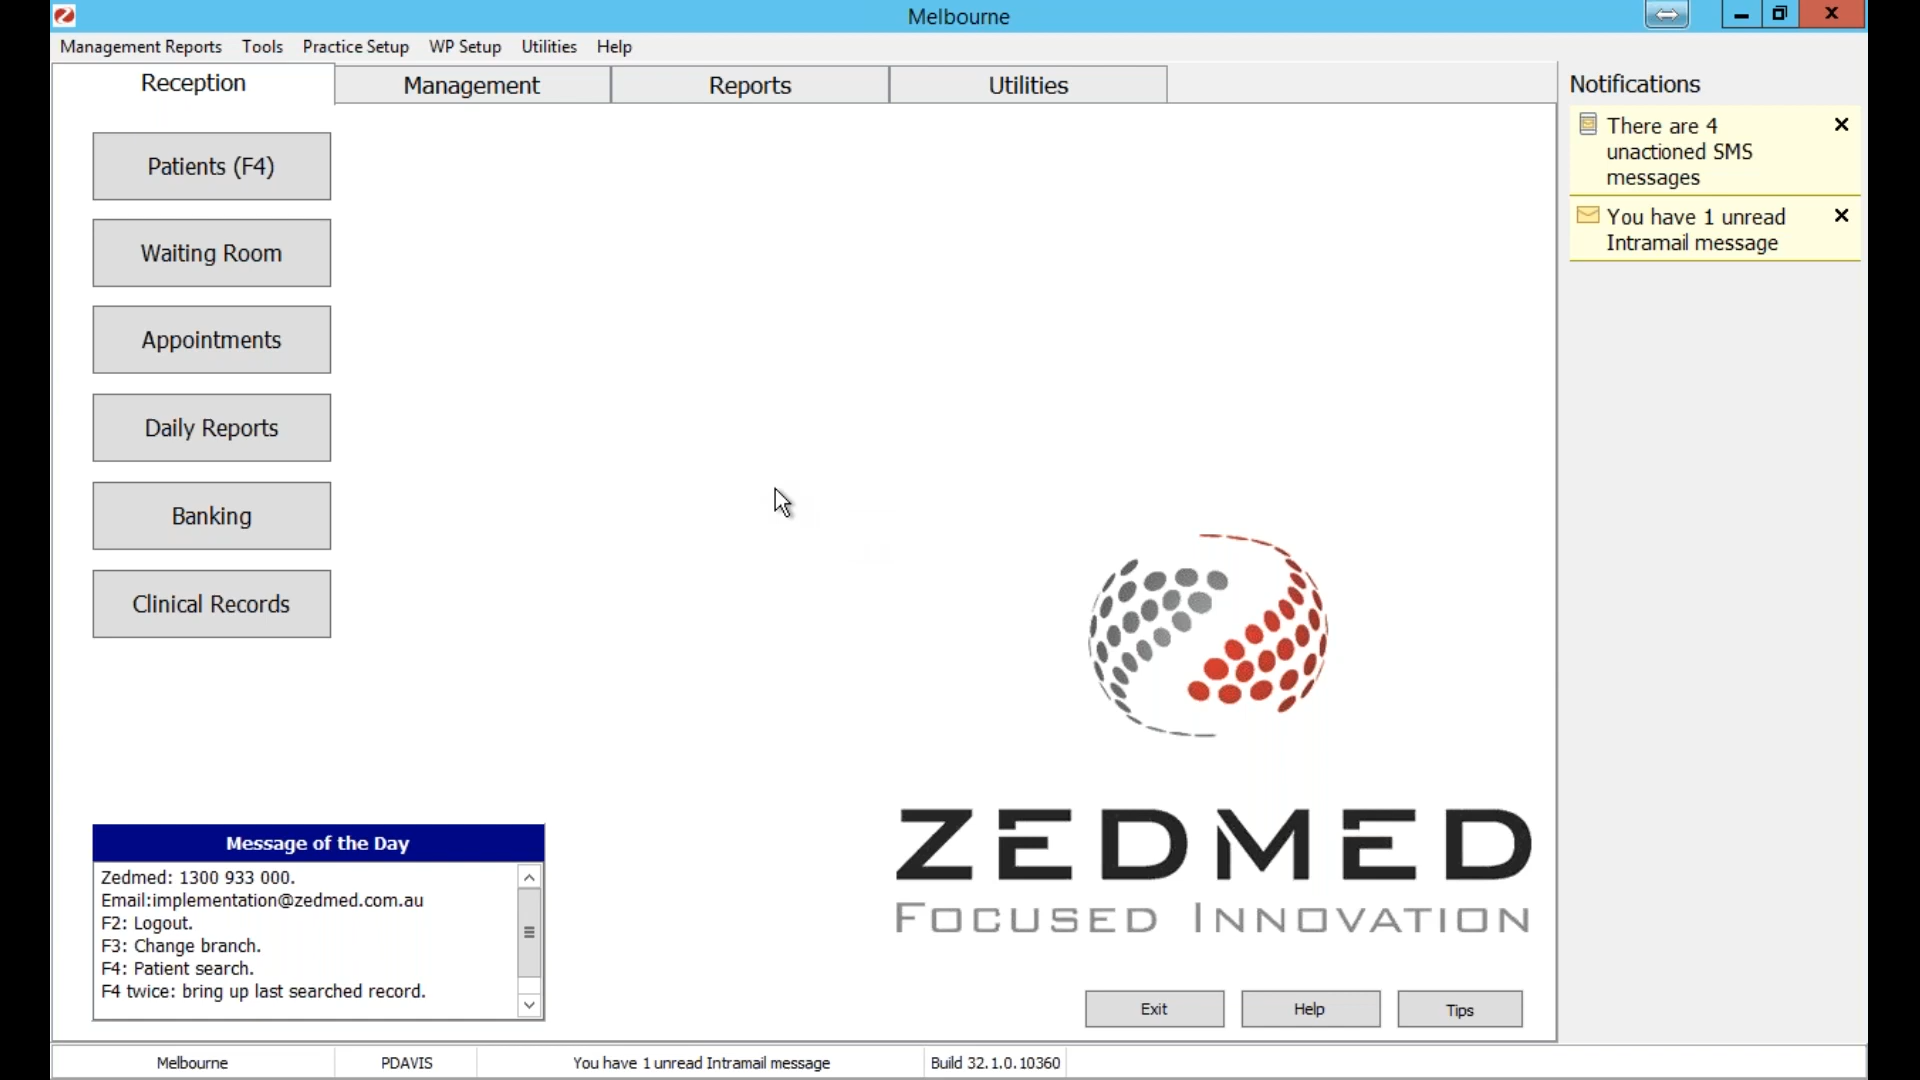 Melbourne
Management Reports Tools Practice Setup WP Setup Utilities Help
Reception Management Reports Utilities
Patients (F4)
Waiting Room
Appointments
Daily Reports
Banking
Clinical Records
Message of the Day
Zedmed: 1300 933 000.
Email:implementation@zedmed.com.au
F2: Logout.
F3: Change branch.
F4: Patient search.
F4 twice: bring up last searched record.
ZEDMED
FOCUSED INNOVATION
Exit Help Tips
Notifications
There are 4
unactioned SMS
messages
You have 1 unread
Intramail message
Melbourne PDAVIS You have 1 unread Intramail message Build 32.1.0.10360